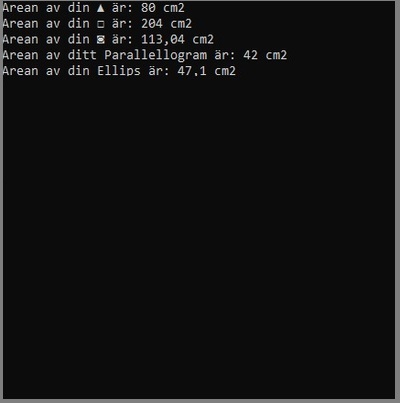 Arean av din ▲ är: 80 cm2
Arean av din □ är: 204 cm2
Arean av din ◙ är: 113,04 cm2
Arean av ditt Parallellogram är: 42 cm2
Arean av din Ellips är: 47,1 cm2